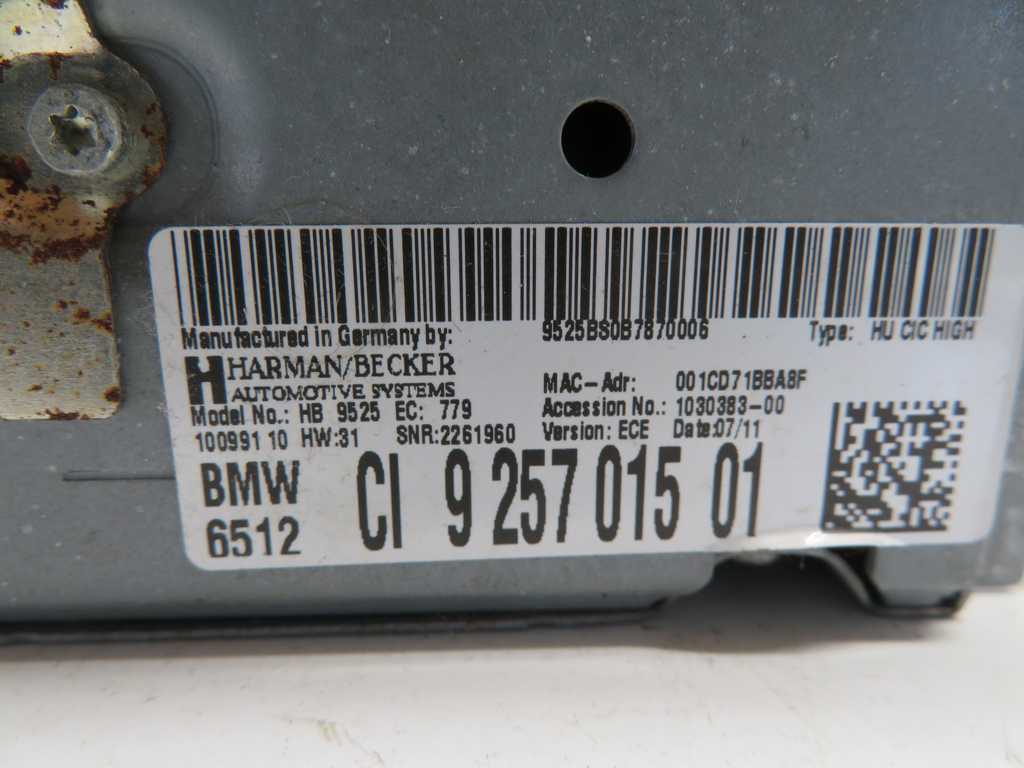 Manufactured in Germany by: 9525BS0B7870006 Type: HU CIC HIGH
HARMAN/BECKER
AUTOMOTIVE SYSTEMS
MAC-Adr: 001CD71BBA8F
Model No.: HB 9525 EC: 779 Accession No.: 1030383-00
10099110 HW:31 SNR:2261960 Version: ECE Date:07/11
BMW CI 9 257 015 01
6512